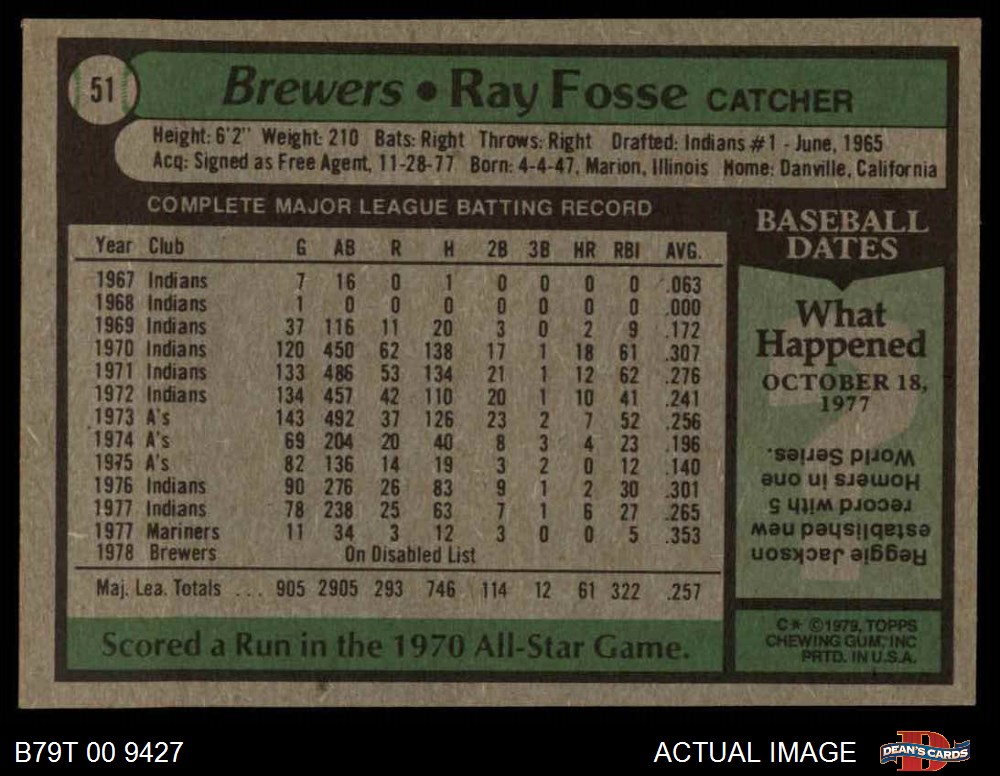 51
Brewers • Ray Fosse CATCHER
Height: 6'2" Weight: 210 Bats: Right Throws: Right Drafted: Indians #1 - June, 1965
Acq: Signed as Free Agent, 11-28-77 Born: 4-4-47, Marion, Illinois Home: Danville, California
COMPLETE MAJOR LEAGUE BATTING RECORD
Year Club G AB R H 2B 3B HR RBI AVG.
1967 Indians 7 16 0 1 0 0 0 0 .063
1968 Indians 1 0 0 0 0 0 0 0 .000
1969 Indians 37 116 11 20 3 0 2 9 .172
1970 Indians 120 450 62 138 17 1 18 61 .307
1971 Indians 133 486 53 134 21 1 12 62 .276
1972 Indians 134 457 42 110 20 1 10 41 .241
1973 A's 143 492 37 126 23 2 7 52 .256
1974 A's 69 204 20 40 8 3 4 23 .196
1975 A's 82 136 14 19 3 2 0 12 .140
1976 Indians 90 276 26 83 9 1 2 30 .301
1977 Indians 78 238 25 63 7 1 6 27 .265
1977 Mariners 11 34 3 12 3 0 0 5 .353
1978 Brewers On Disabled List
Maj. Lea. Totals ... 905 2905 293 746 114 12 61 322 .257
Scored a Run in the 1970 All-Star Game.
BASEBALL
DATES
What
Happened
OCTOBER 18,
1977
Reggie Jackson
established new
record with 5
Homers in one
World Series.
C* ©1979, TOPPS
CHEWING GUM, INC
PRTD. IN U.S.A.
B79T 00 9427
ACTUAL IMAGE
DEAN'S CARDS